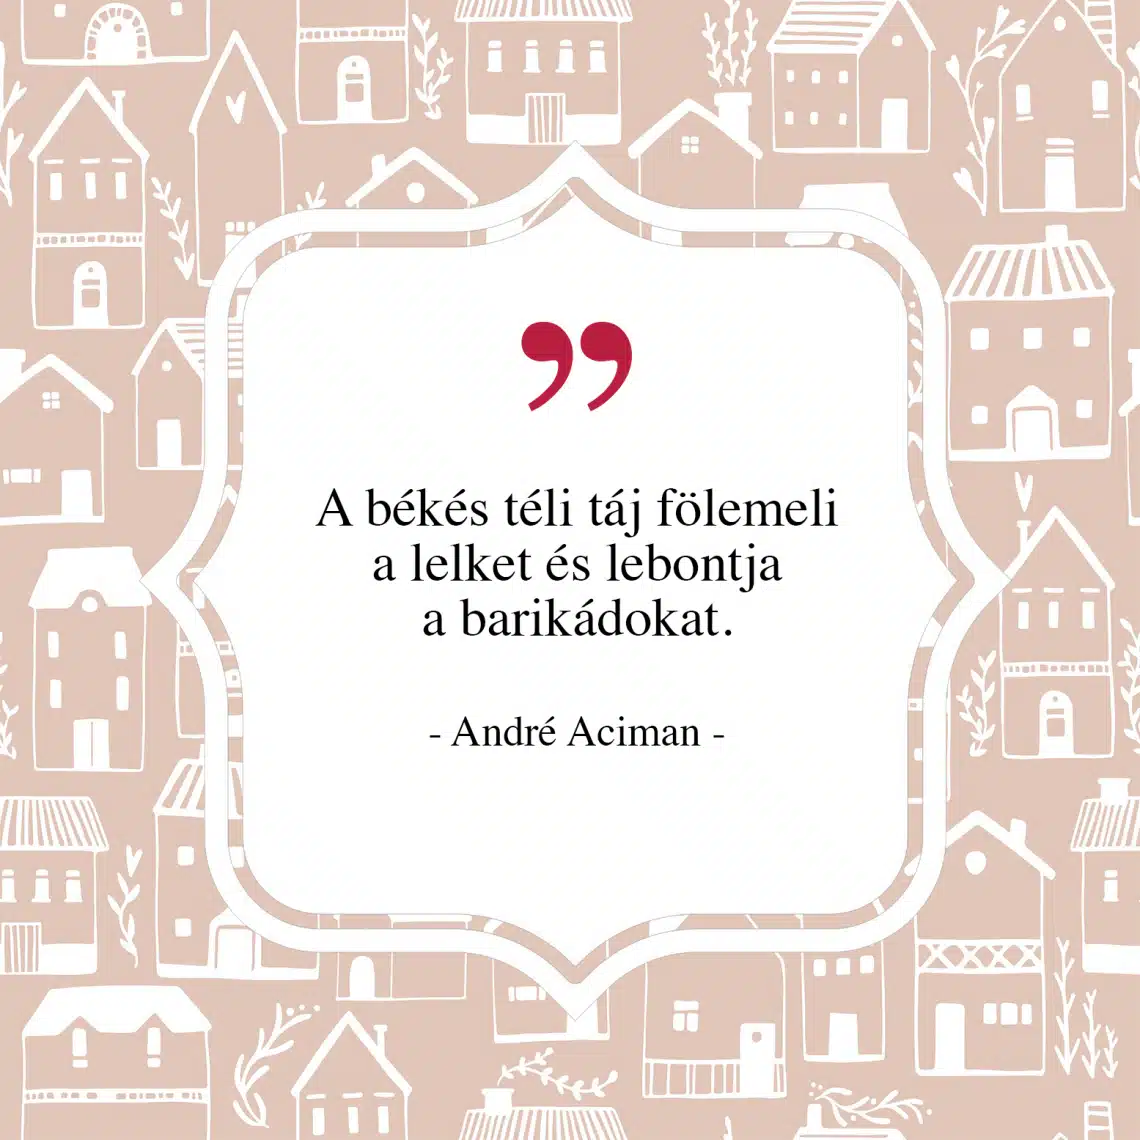 ”
A békés téli táj fölemeli
a lelket és lebontja
a barikádokat.
- André Aciman -